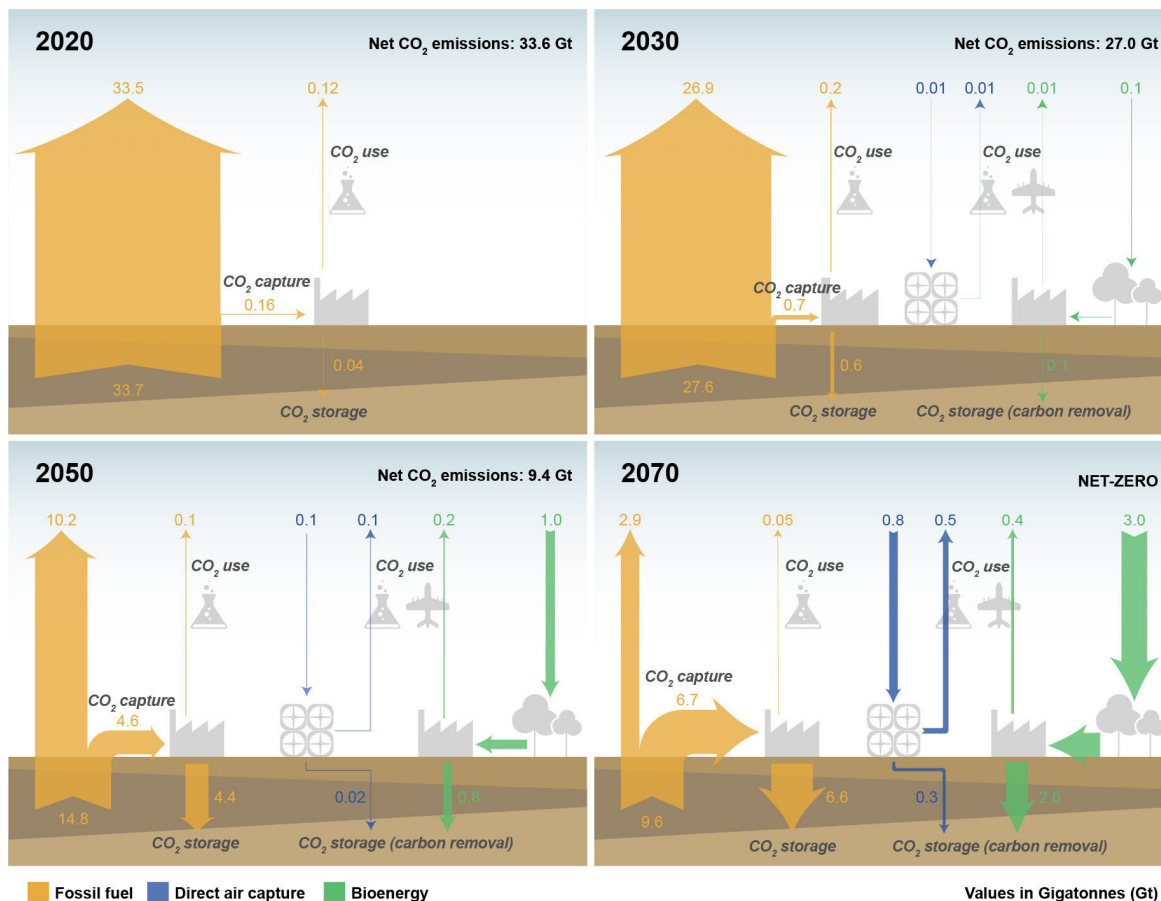 2020
Net CO₂ emissions: 33.6 Gt
33.5
0.12
CO₂ use
CO₂ capture
0.16
0.04
33.7
CO₂ storage
2030
Net CO₂ emissions: 27.0 Gt
26.9
0.2
0.01
0.01
0.01
0.1
CO₂ use
CO₂ use
CO₂ capture
0.7
27.6
0.6
0.1
CO₂ storage
CO₂ storage (carbon removal)
2050
Net CO₂ emissions: 9.4 Gt
10.2
0.1
0.1
0.1
0.2
1.0
CO₂ use
CO₂ use
CO₂ capture
4.6
14.8
4.4
0.02
0.8
CO₂ storage
CO₂ storage (carbon removal)
2070
NET-ZERO
2.9
0.05
0.8
0.5
0.4
3.0
CO₂ use
CO₂ use
CO₂ capture
6.7
9.6
6.6
0.3
2.6
CO₂ storage
CO₂ storage (carbon removal)
Fossil fuel
Direct air capture
Bioenergy
Values in Gigatonnes (Gt)